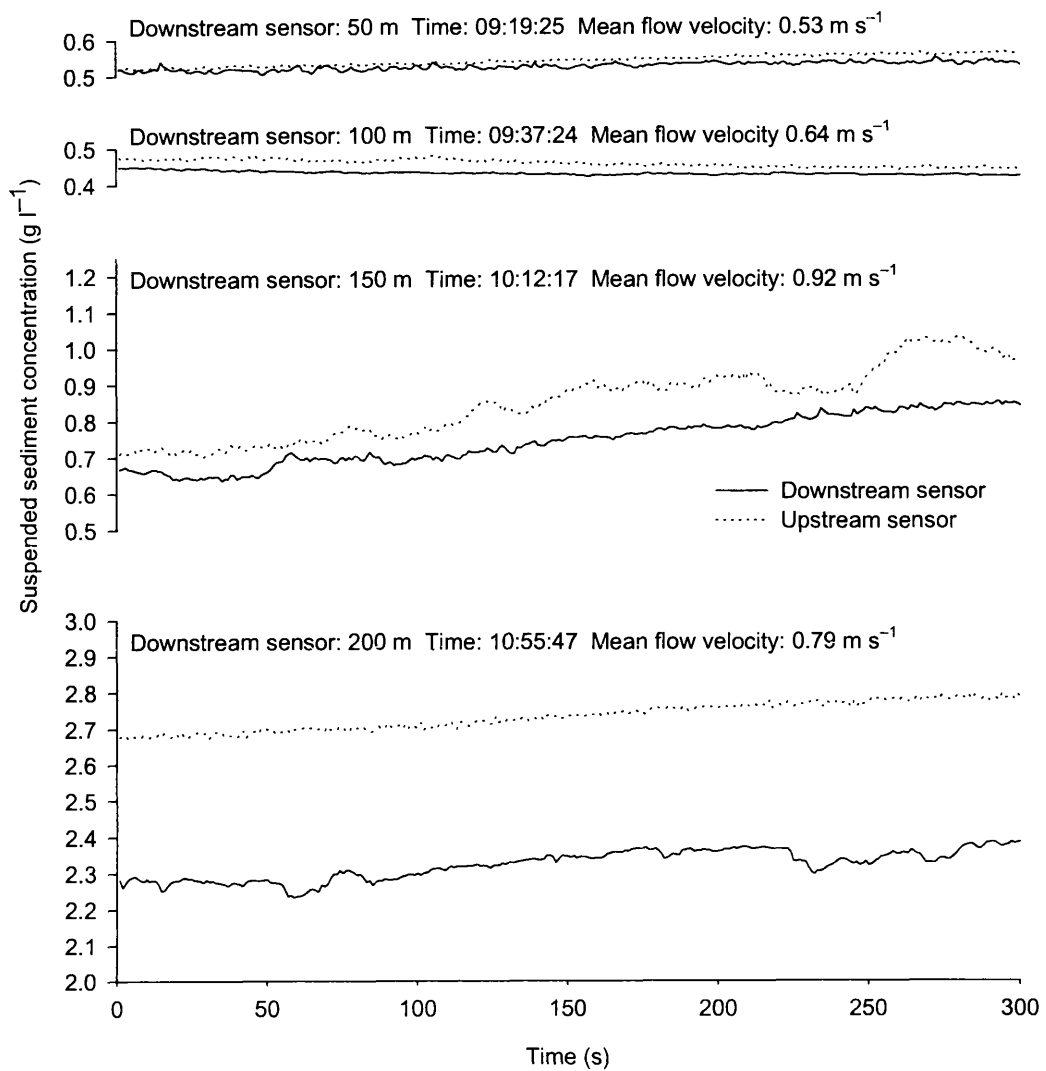 Downstream sensor: 50 m Time: 09:19:25 Mean flow velocity: 0.53 m s⁻¹
0.6
0.5
Downstream sensor: 100 m Time: 09:37:24 Mean flow velocity 0.64 m s⁻¹
0.5
0.4
Suspended sediment concentration (g l⁻¹)
Downstream sensor: 150 m Time: 10:12:17 Mean flow velocity: 0.92 m s⁻¹
1.2
1.1
1.0
0.9
0.8
0.7
0.6
0.5
Downstream sensor
Upstream sensor
3.0
Downstream sensor: 200 m Time: 10:55:47 Mean flow velocity: 0.79 m s⁻¹
2.9
2.8
2.7
2.6
2.5
2.4
2.3
2.2
2.1
2.0
0 50 100 150 200 250 300
Time (s)